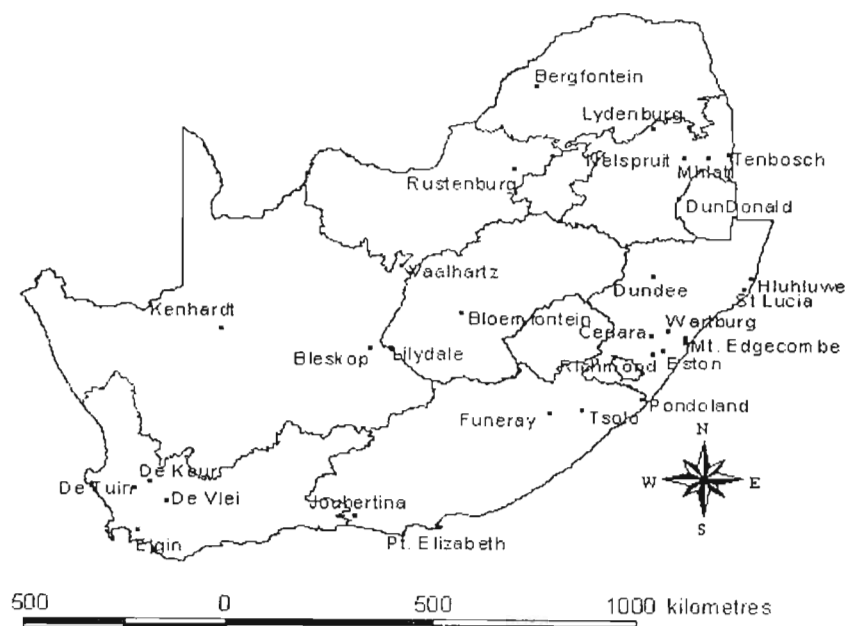 Bergfontein
Lydenburg
Nelspruit
Mhlati
Tenbosch
Rustenburg
DunDonald
Vaalhartz
Hluhluwe
Dundee
St Lucia
Kenhardt
Bloemfontein
Cedara
Wartburg
Bleskop
Lilydale
Mt. Edgecombe
Richmond
Eston
Pondoland
Funeray
Tsolo
N
De Keur
W
E
De Tuin
De Vlei
Joubertina
S
Elgin
Pt. Elizabeth
500 0 500 1000 kilometres